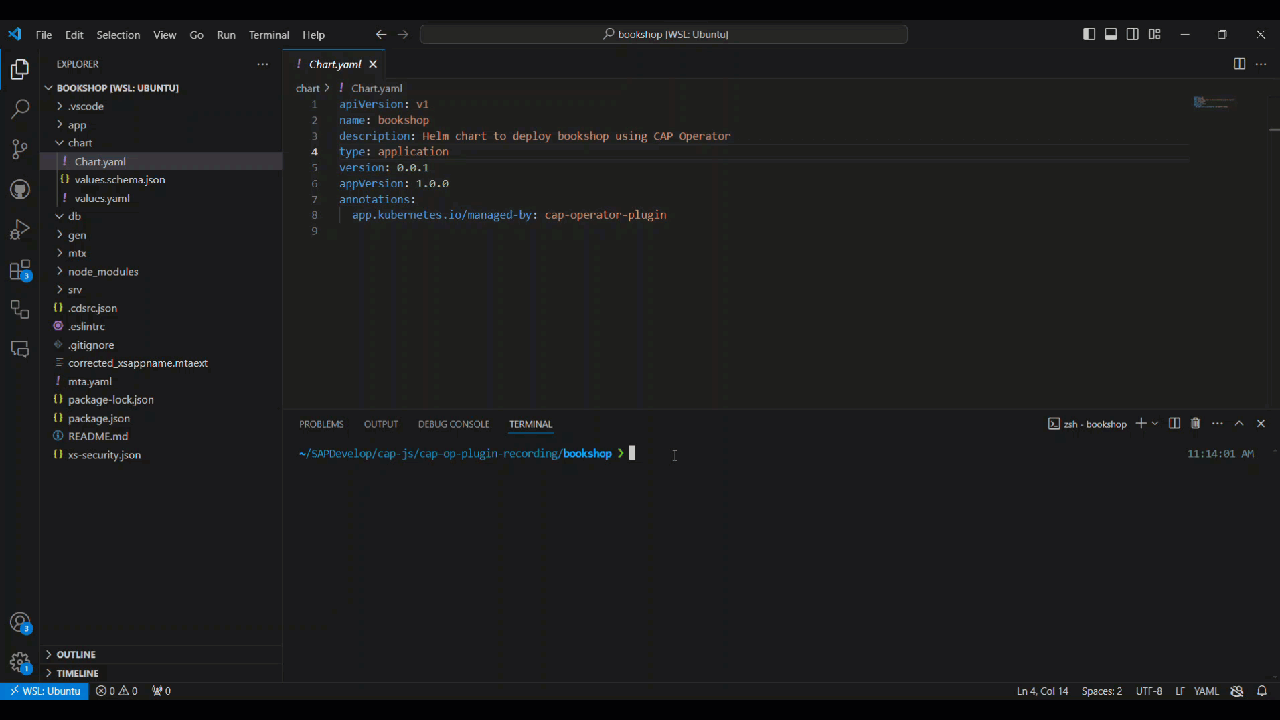 File Edit Selection View Go Run Terminal Help
bookshop [WSL: Ubuntu]
EXPLORER
BOOKSHOP [WSL: UBUNTU]
.vscode
app
chart
Chart.yaml
values.schema.json
values.yaml
db
gen
mtx
node_modules
srv
.cdsrc.json
.eslintrc
.gitignore
corrected_xsappname.mtaext
mta.yaml
package-lock.json
package.json
README.md
xs-security.json
OUTLINE
TIMELINE
3
3
1
! Chart.yaml
chart > ! Chart.yaml
1 apiVersion: v1
2 name: bookshop
3 description: Helm chart to deploy bookshop using CAP Operator
4 type: application
5 version: 0.0.1
6 appVersion: 1.0.0
7 annotations:
8 app.kubernetes.io/managed-by: cap-operator-plugin
9
PROBLEMS OUTPUT DEBUG CONSOLE TERMINAL
zsh - bookshop
~/SAPDevelop/cap-js/cap-op-plugin-recording/bookshop ❯
11:14:01 AM
WSL: Ubuntu 0 0 0
Ln 4, Col 14 Spaces: 2 UTF-8 LF YAML